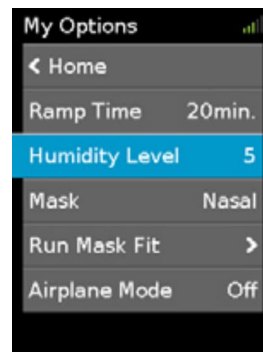 My Options
< Home
Ramp Time 20min.
Humidity Level 5
Mask Nasal
Run Mask Fit >
Airplane Mode Off